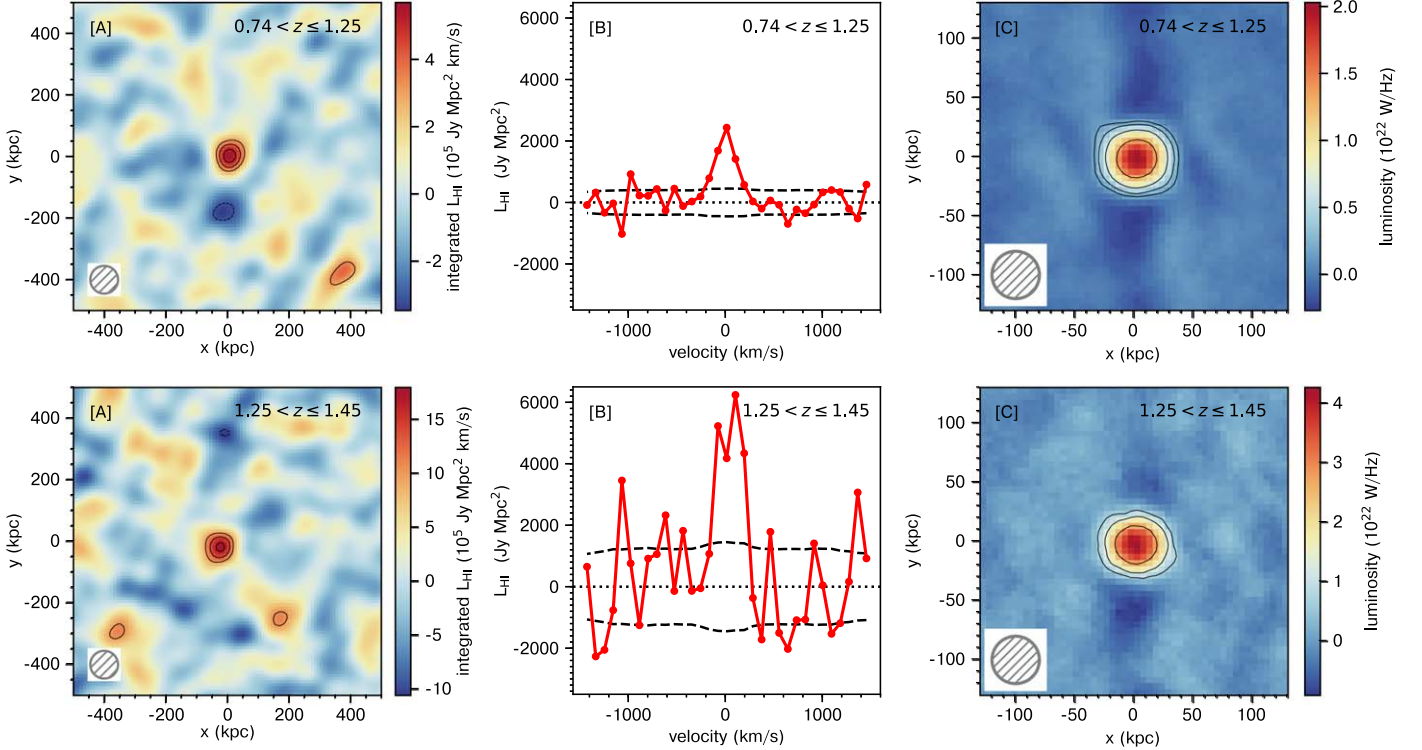 [A] 0.74 < z ≤ 1.25
400
200
0
-200
-400
y (kpc)
-400 -200 0 200 400
x (kpc)
4
2
0
-2
integrated L_HI (10^5 Jy Mpc^2 km/s)
[B] 0.74 < z ≤ 1.25
6000
4000
2000
0
-2000
L_HI (Jy Mpc^2)
-1000 0 1000
velocity (km/s)
[C] 0.74 < z ≤ 1.25
100
50
0
-50
-100
y (kpc)
-100 -50 0 50 100
x (kpc)
2.0
1.5
1.0
0.5
0.0
luminosity (10^22 W/Hz)
[A] 1.25 < z ≤ 1.45
400
200
0
-200
-400
y (kpc)
-400 -200 0 200 400
x (kpc)
15
10
5
0
-5
-10
integrated L_HI (10^5 Jy Mpc^2 km/s)
[B] 1.25 < z ≤ 1.45
6000
4000
2000
0
-2000
L_HI (Jy Mpc^2)
-1000 0 1000
velocity (km/s)
[C] 1.25 < z ≤ 1.45
100
50
0
-50
-100
y (kpc)
-100 -50 0 50 100
x (kpc)
4
3
2
1
0
luminosity (10^22 W/Hz)